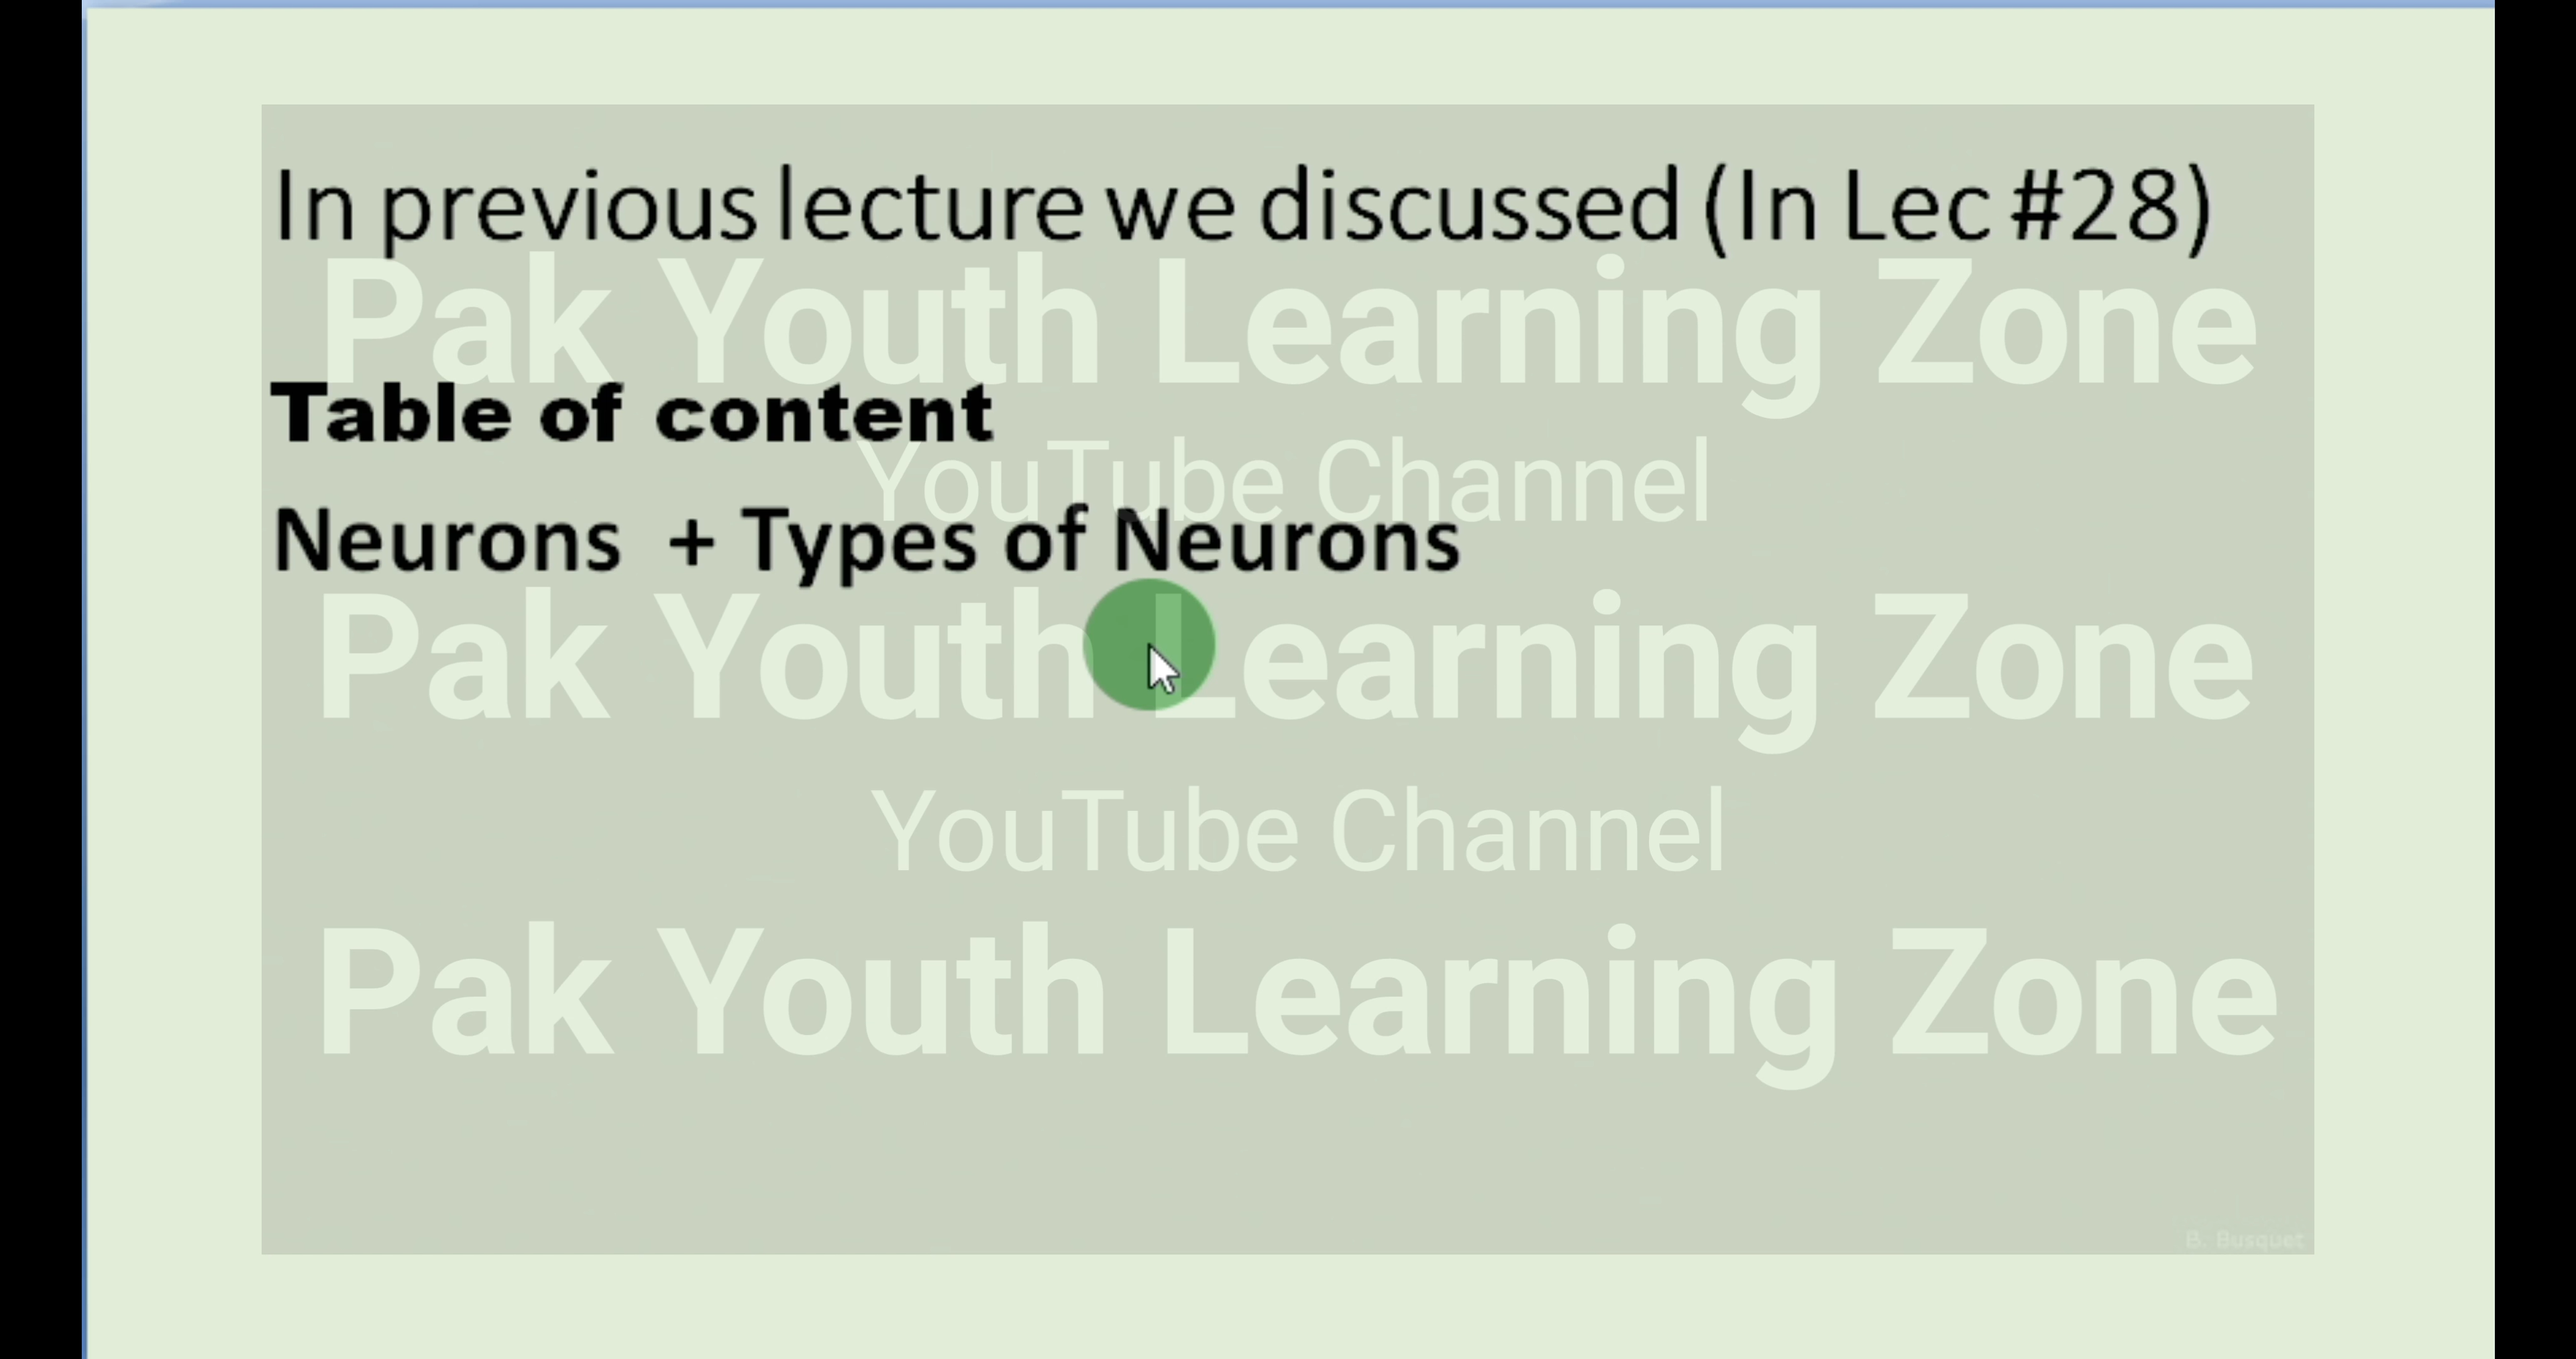 In previous lecture we discussed (In Lec #28)
Pak Youth Learning Zone
Table of content
YouTube Channel
Neurons + Types of Neurons
Pak Youth Learning Zone
YouTube Channel
Pak Youth Learning Zone
B. Busquet